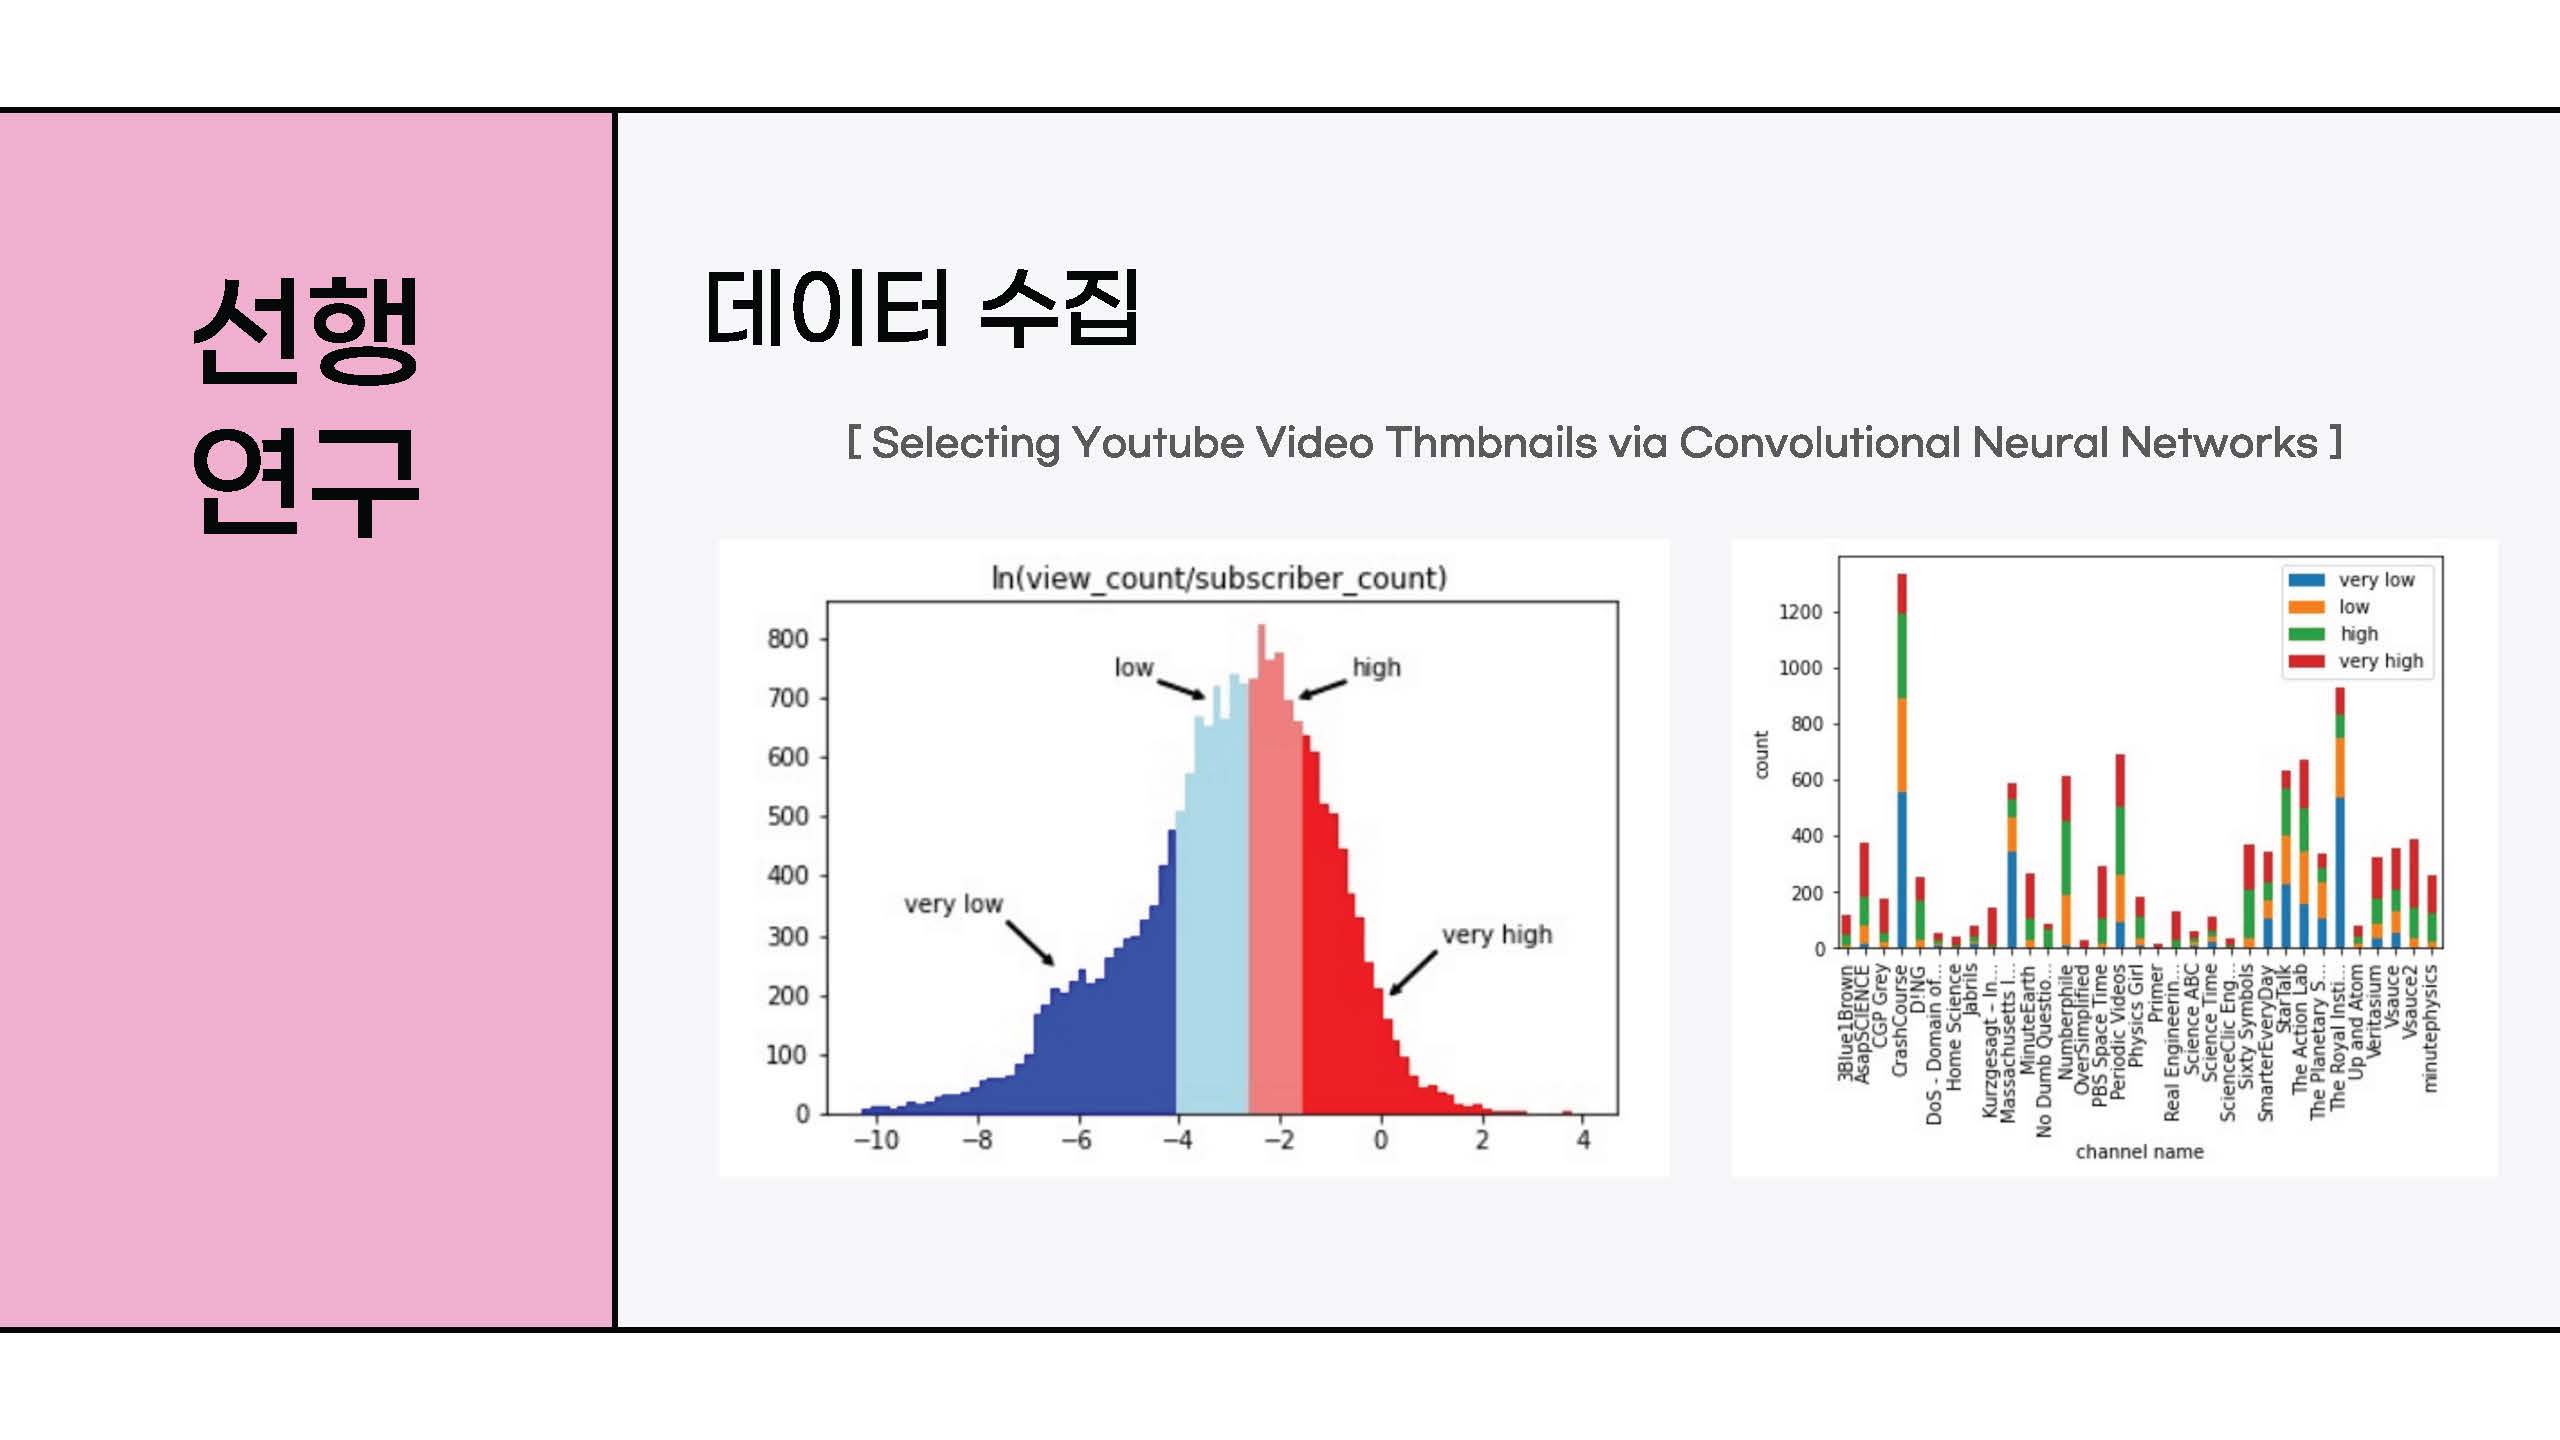 선행
연구
데이터 수집
[ Selecting Youtube Video Thmbnails via Convolutional Neural Networks ]
ln(view_count/subscriber_count)
800
700
600
500
400
300
200
100
0
low
high
very low
very high
−10 −8 −6 −4 −2 0 2 4
very low
low
high
very high
1200
1000
800
600
400
200
0
count
3Blue1Brown
AsapSCIENCE
CGP Grey
CrashCourse
D!NG
DoS - Domain of...
Home Science
Jabrils
Kurzgesagt – In...
Massachusetts I...
MinuteEarth
No Dumb Questio...
Numberphile
OverSimplified
PBS Space Time
Periodic Videos
Physics Girl
Primer
Real Engineerin...
Science ABC
Science Time
ScienceClic Eng...
Sixty Symbols
SmarterEveryDay
StarTalk
The Action Lab
The Planetary S...
The Royal Insti...
Up and Atom
Veritasium
Vsauce
Vsauce2
minutephysics
channel name